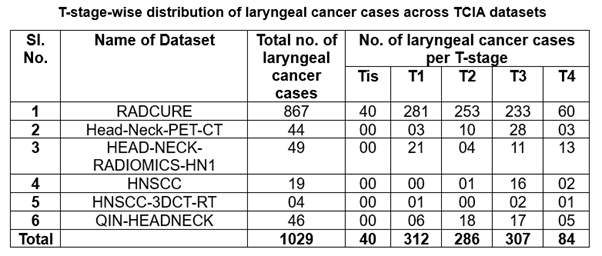 T-stage-wise distribution of laryngeal cancer cases across TCIA datasets
Sl. No. Name of Dataset Total no. of laryngeal cancer cases No. of laryngeal cancer cases per T-stage
Tis T1 T2 T3 T4
1 RADCURE 867 40 281 253 233 60
2 Head-Neck-PET-CT 44 00 03 10 28 03
3 HEAD-NECK-RADIOMICS-HN1 49 00 21 04 11 13
4 HNSCC 19 00 00 01 16 02
5 HNSCC-3DCT-RT 04 00 01 00 02 01
6 QIN-HEADNECK 46 00 06 18 17 05
Total 1029 40 312 286 307 84